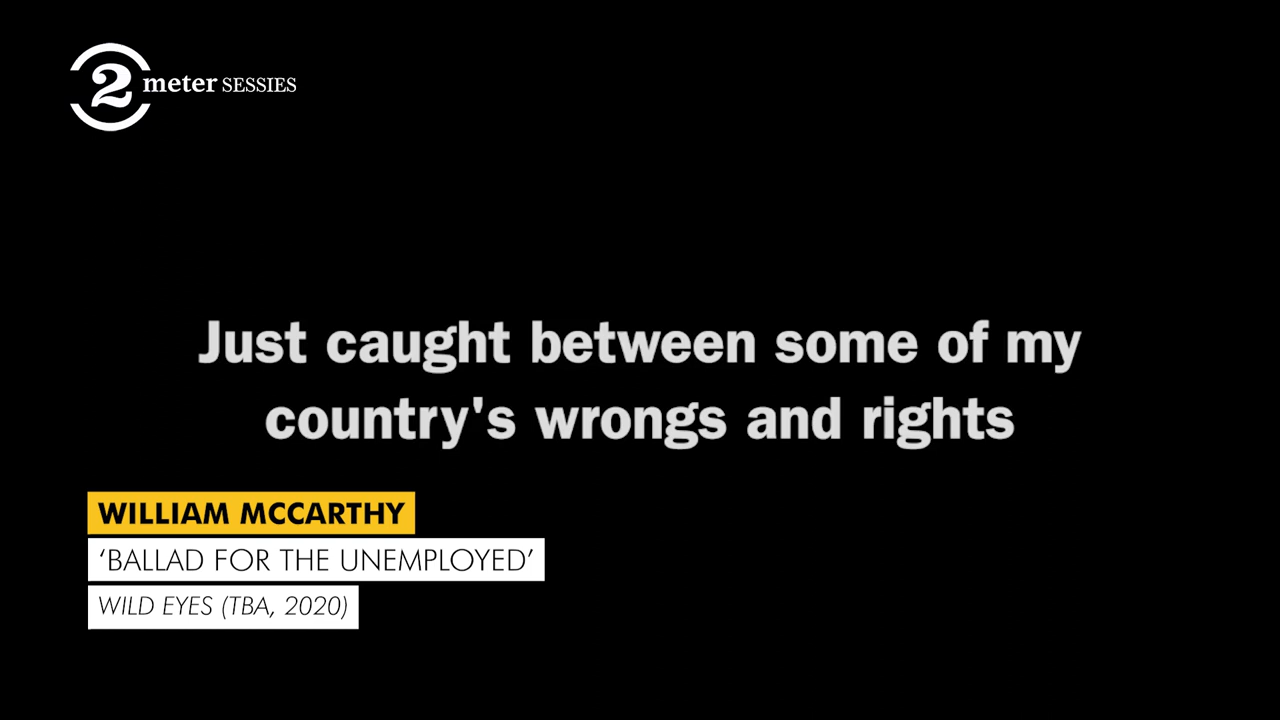 2 meter SESSIES
Just caught between some of my
country's wrongs and rights
WILLIAM MCCARTHY
‘BALLAD FOR THE UNEMPLOYED’
WILD EYES (TBA, 2020)